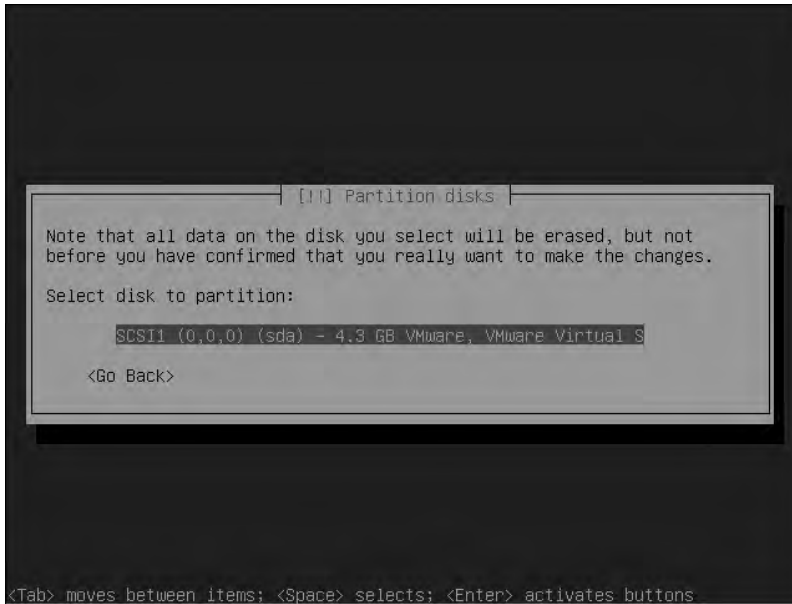 [!!] Partition disks
Note that all data on the disk you select will be erased, but not
before you have confirmed that you really want to make the changes.
Select disk to partition:
SCSI1 (0,0,0) (sda) - 4.3 GB VMware, VMware Virtual S
<Go Back>
<Tab> moves between items; <Space> selects; <Enter> activates buttons